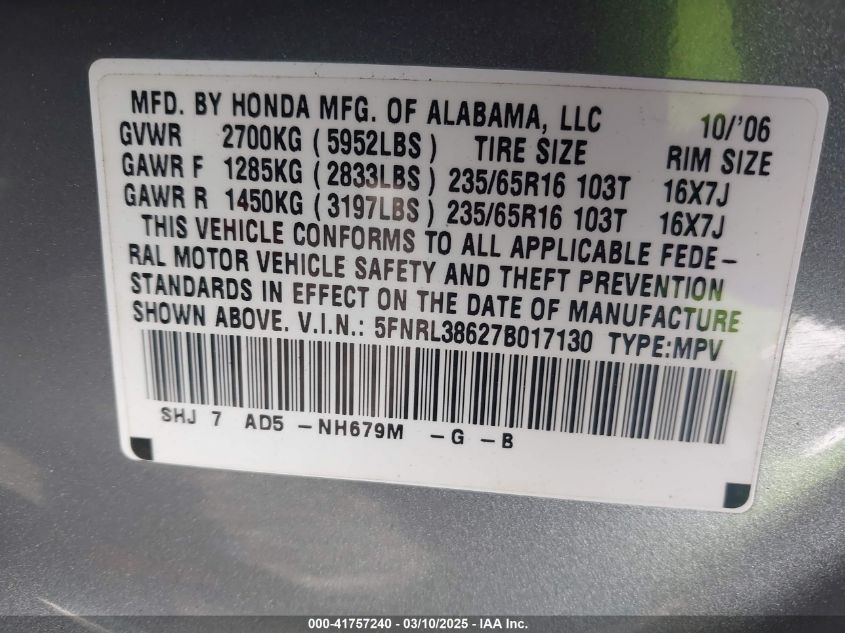 MFD. BY HONDA MFG. OF ALABAMA, LLC 10/'06
GVWR 2700KG (5952LBS) TIRE SIZE RIM SIZE
GAWR F 1285KG (2833LBS) 235/65R16 103T 16X7J
GAWR R 1450KG (3197LBS) 235/65R16 103T 16X7J
THIS VEHICLE CONFORMS TO ALL APPLICABLE FEDE-
RAL MOTOR VEHICLE SAFETY AND THEFT PREVENTION
STANDARDS IN EFFECT ON THE DATE OF MANUFACTURE
SHOWN ABOVE. V.I.N.: 5FNRL38627B017130 TYPE:MPV
SHJ 7 AD5 -NH679M -G -B
000-41757240 - 03/10/2025 - IAA Inc.